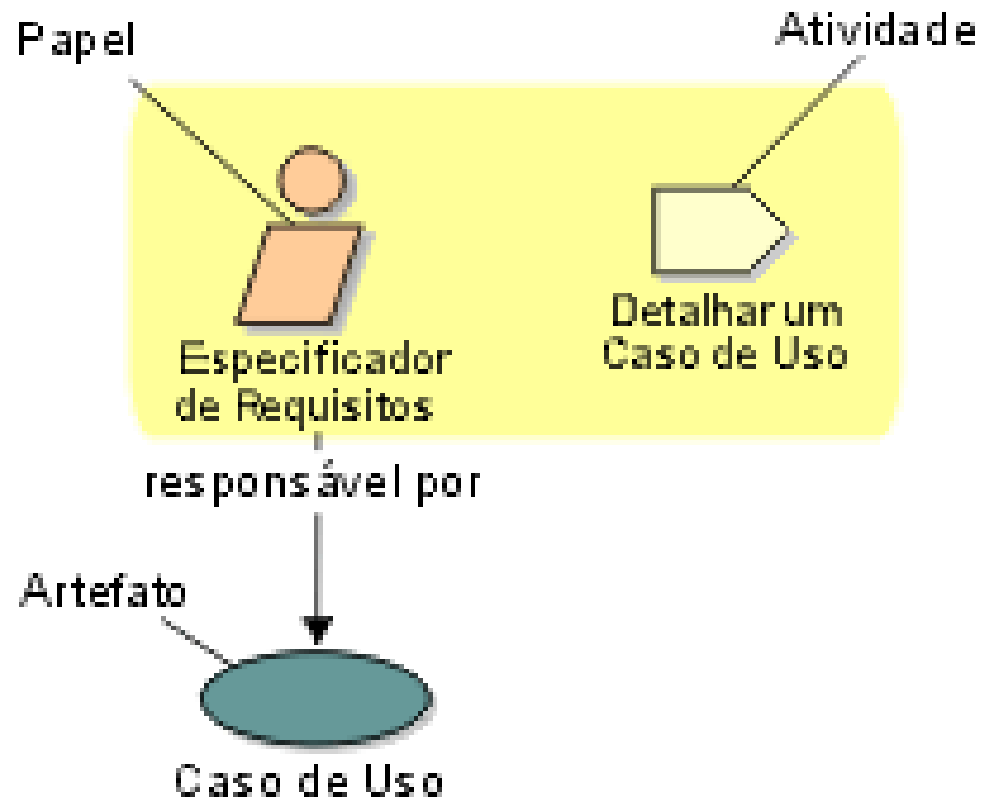 Papel
Atividade
Especificador
de Requisitos
Detalhar um
Caso de Uso
responsável por
Artefato
Caso de Uso